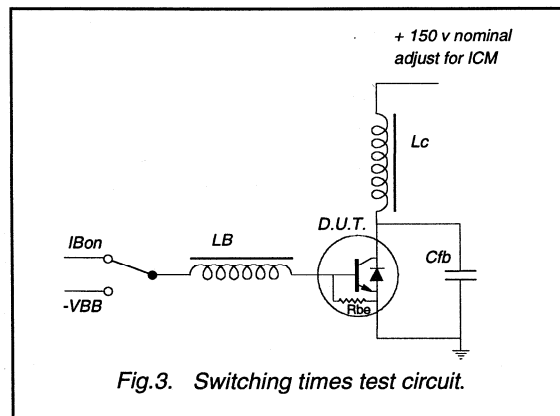 + 150 v nominal
adjust for ICM
Lc
D.U.T.
LB
IBon
-VBB
Cfb
Rbe
Fig.3. Switching times test circuit.